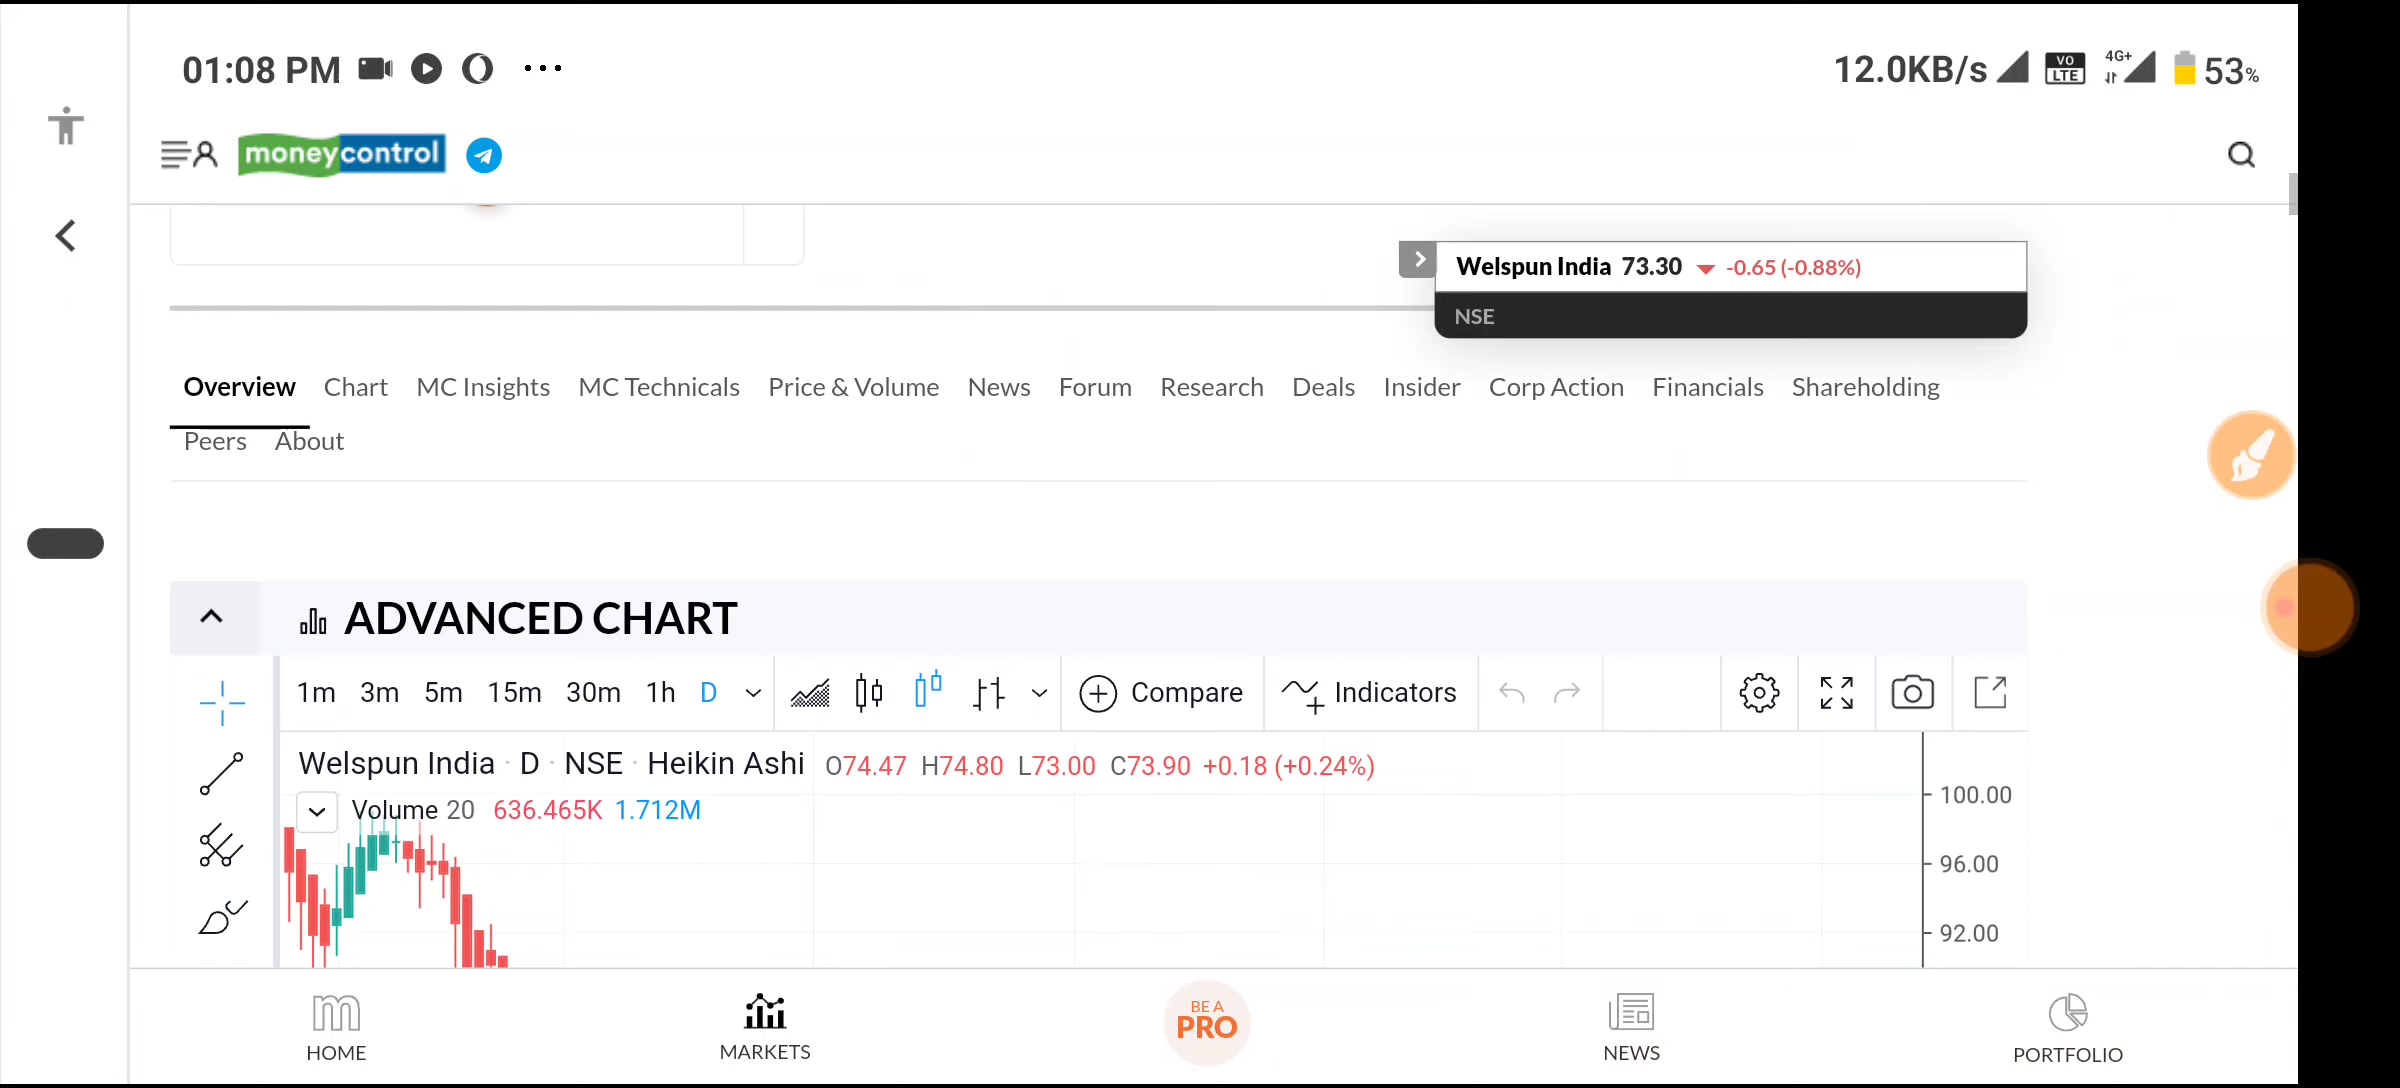 01:08 PM
12.0KB/s VO LTE 4G+ 53%
moneycontrol
Welspun India 73.30 -0.65 (-0.88%)
NSE
Overview Chart MC Insights MC Technicals Price & Volume News Forum Research Deals Insider Corp Action Financials Shareholding
Peers About
ADVANCED CHART
1m 3m 5m 15m 30m 1h D Compare Indicators
Welspun India · D · NSE · Heikin Ashi O74.47 H74.80 L73.00 C73.90 +0.18 (+0.24%)
Volume 20 636.465K 1.712M
100.00
96.00
92.00
HOME
MARKETS
BE A
PRO
NEWS
PORTFOLIO